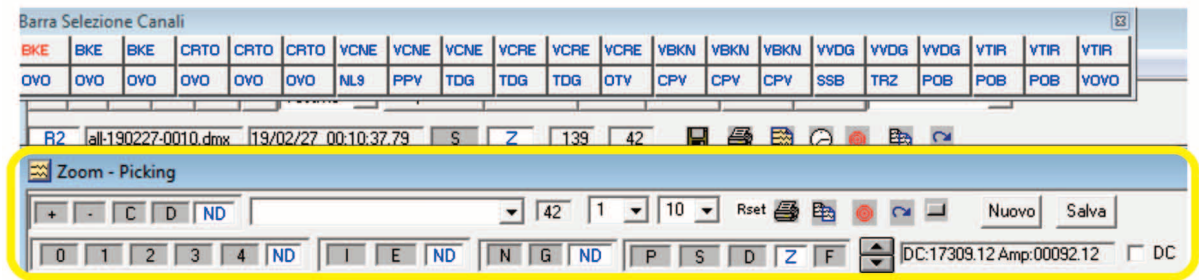 Barra Selezione Canali
BKE BKE BKE CRTO CRTO CRTO VCNE VCNE VCNE VCRE VCRE VCRE VBKN VBKN VBKN VVDG VVDG VVDG VTIR VTIR VTIR
OVO OVO OVO OVO OVO OVO NL9 PPV TDG TDG TDG OTV CPV CPV CPV SSB TRZ POB POB POB VOVO
R2 all-190227-0010.dmx 19/02/27 00:10:37.79 S Z 139 42
Zoom - Picking
+ - C D ND 42 1 10 Rset Nuovo Salva
0 1 2 3 4 ND I E ND N G ND P S D Z F DC:17309.12 Amp:00092.12 DC